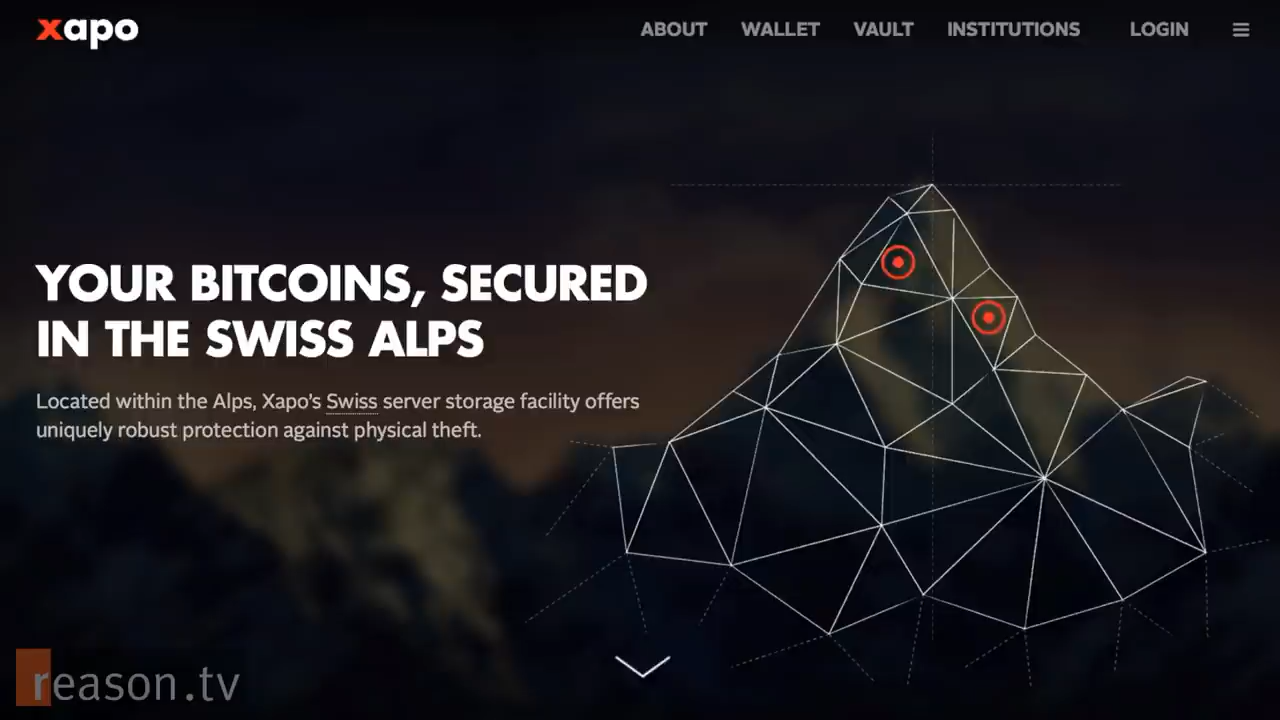 xapo
ABOUT WALLET VAULT INSTITUTIONS LOGIN
YOUR BITCOINS, SECURED
IN THE SWISS ALPS
Located within the Alps, Xapo's Swiss server storage facility offers
uniquely robust protection against physical theft.
reason.tv